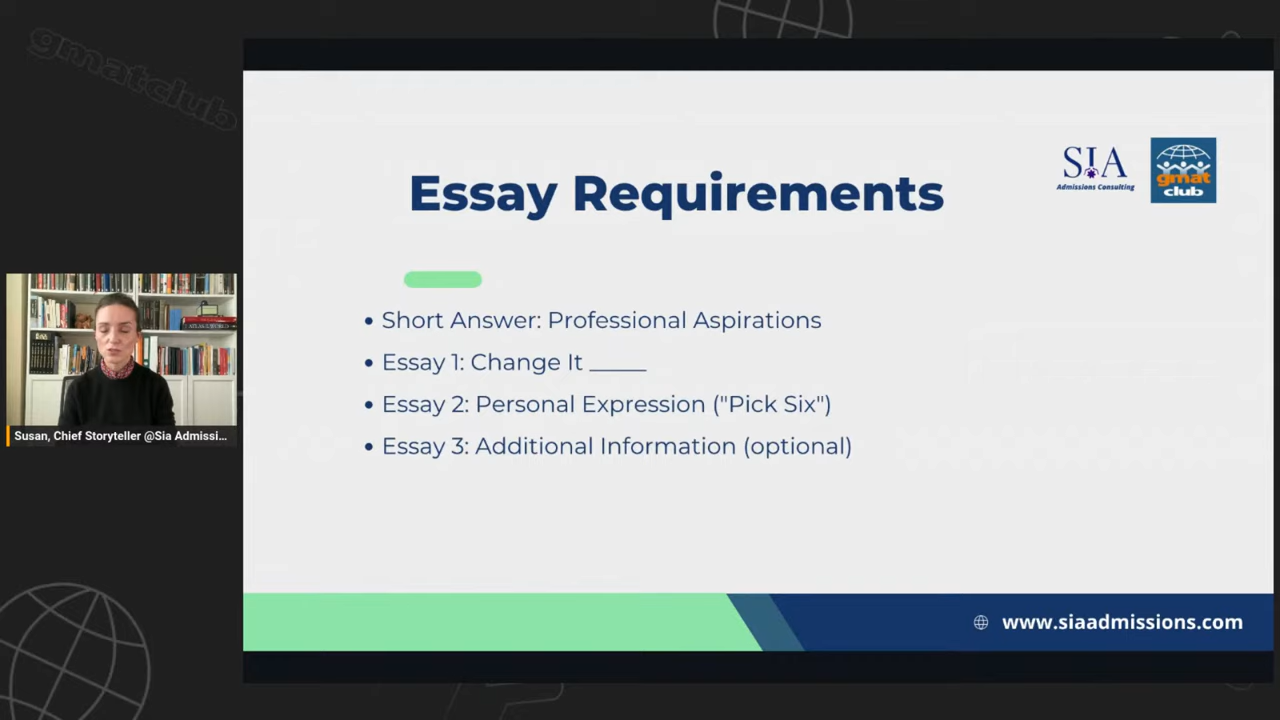 gmatclub
Essay Requirements
SIA
Admissions Consulting
gmat
club
• Short Answer: Professional Aspirations
• Essay 1: Change It _____
• Essay 2: Personal Expression ("Pick Six")
• Essay 3: Additional Information (optional)
Susan, Chief Storyteller @Sia Admissi...
www.siaadmissions.com